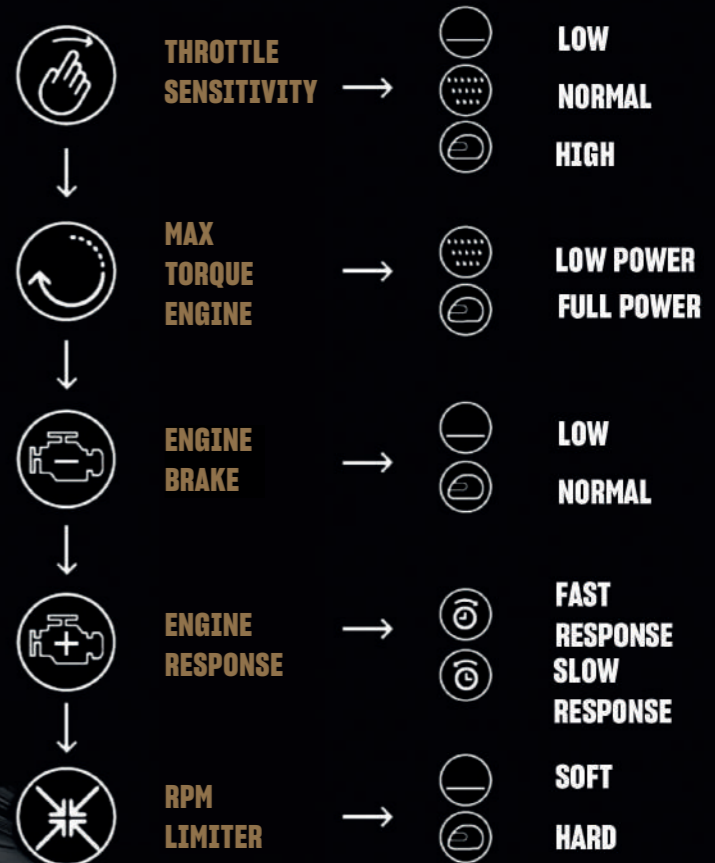 THROTTLE
SENSITIVITY
LOW
NORMAL
HIGH
MAX
TORQUE
ENGINE
LOW POWER
FULL POWER
ENGINE
BRAKE
LOW
NORMAL
ENGINE
RESPONSE
FAST
RESPONSE
SLOW
RESPONSE
RPM
LIMITER
SOFT
HARD